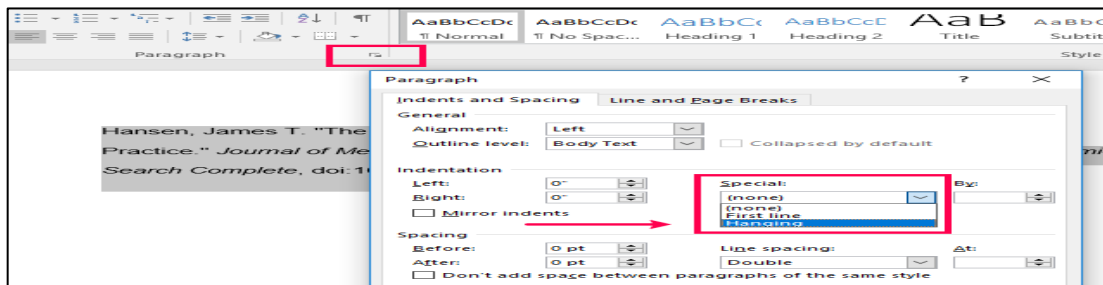 AaBbCcDc AaBbCcDc AaBbC( AaBbCcE AaB AaBbC
¶ Normal ¶ No Spac... Heading 1 Heading 2 Title Subtit
Paragraph Style
Paragraph ? ×
Indents and Spacing Line and Page Breaks
General
Alignment: Left
Outline level: Body Text Collapsed by default
Hansen, James T. "The
Practice." Journal of Me
Search Complete, doi:1
Indentation
Left: 0" Special: By:
Right: 0" (none)
(none)
Mirror indents First line
Hanging
Spacing
Before: 0 pt Line spacing: At:
After: 0 pt Double
Don't add space between paragraphs of the same style